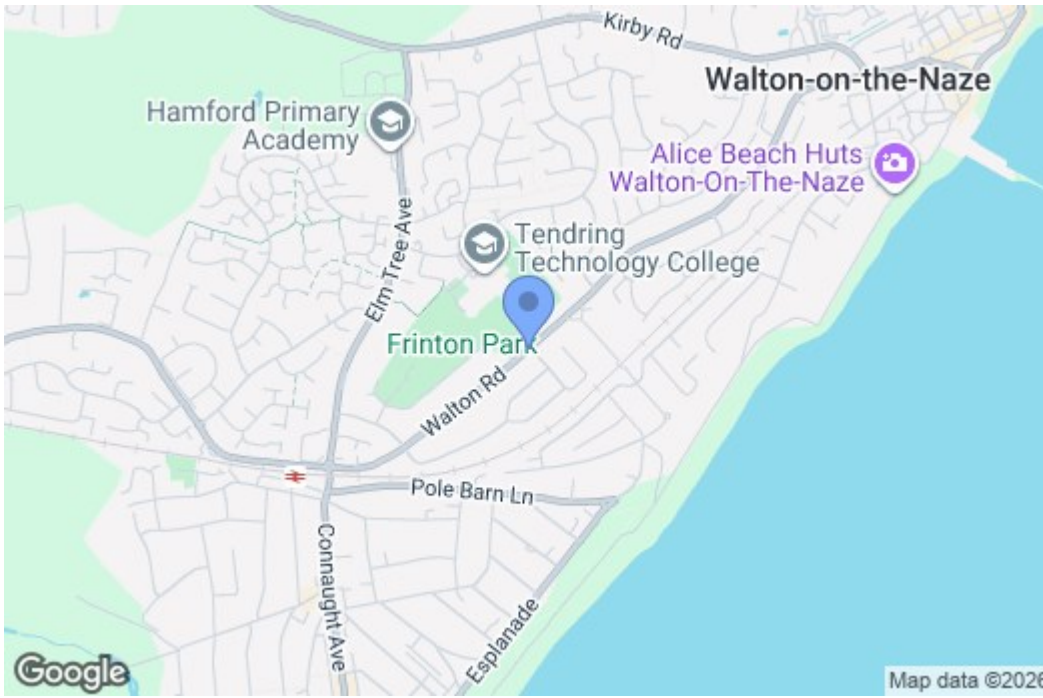 Kirby Rd
Walton-on-the-Naze
Hamford Primary
Academy
Alice Beach Huts
Walton-On-The-Naze
Elm Tree Ave
Tendring
Technology College
Frinton Park
Walton Rd
Pole Barn Ln
Connaught Ave
Esplanade
Google
Map data ©2026